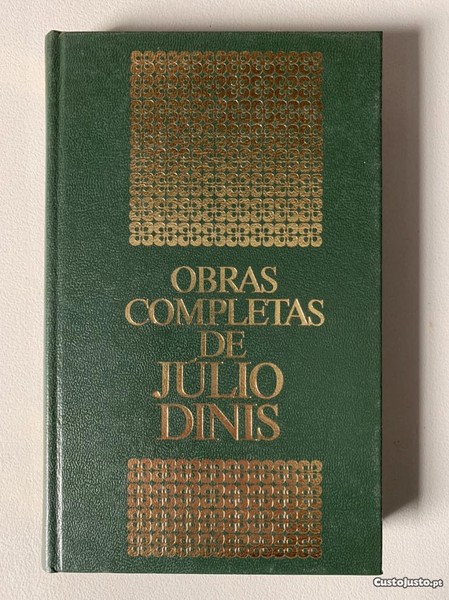 OBRAS
COMPLETAS
DE
JÚLIO
DINIS
CustoJusto.pt